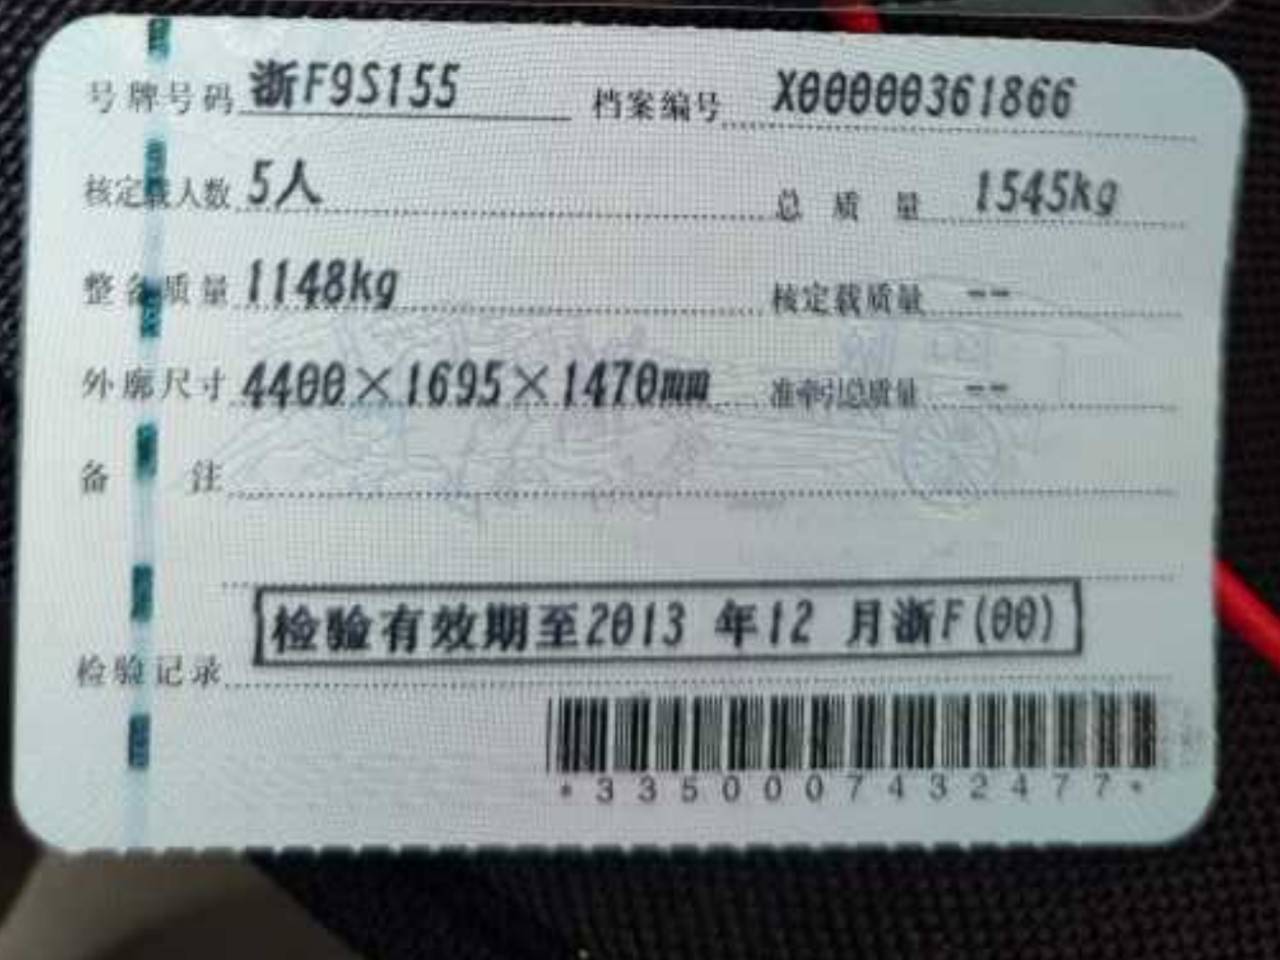 号牌号码 浙F9S155 档案编号 X00000361866
核定载人数 5人 总质量 1545kg
整备质量 1148kg 核定载质量 --
外廓尺寸 4400×1695×1470mm 准牵引总质量 --
备注
检验有效期至2013 年12 月浙F(00)
检验记录
*3350007432477*